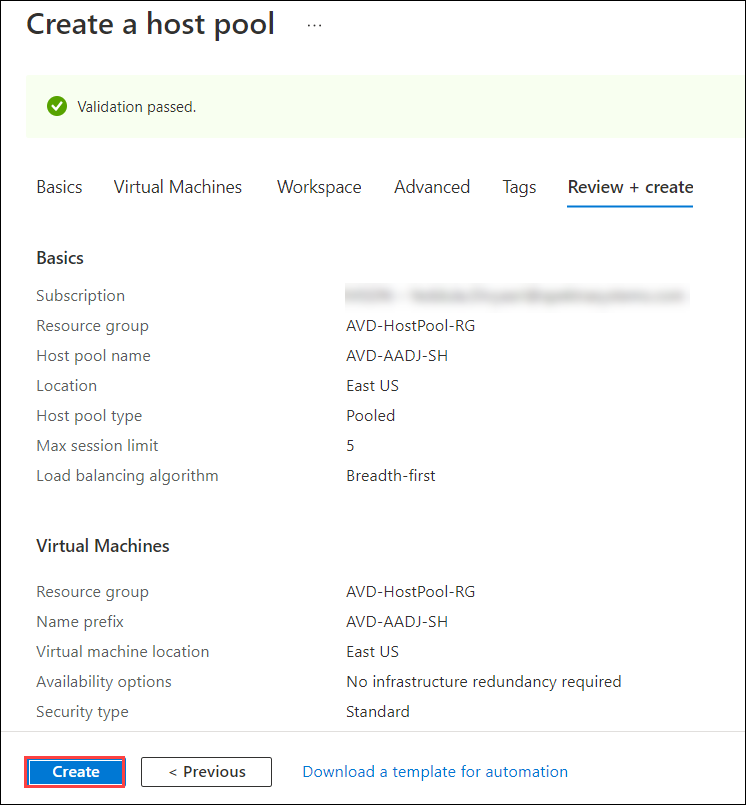 Create a host pool ...
Validation passed.
Basics Virtual Machines Workspace Advanced Tags Review + create
Basics
Subscription
Resource group AVD-HostPool-RG
Host pool name AVD-AADJ-SH
Location East US
Host pool type Pooled
Max session limit 5
Load balancing algorithm Breadth-first
Virtual Machines
Resource group AVD-HostPool-RG
Name prefix AVD-AADJ-SH
Virtual machine location East US
Availability options No infrastructure redundancy required
Security type Standard
Create < Previous Download a template for automation